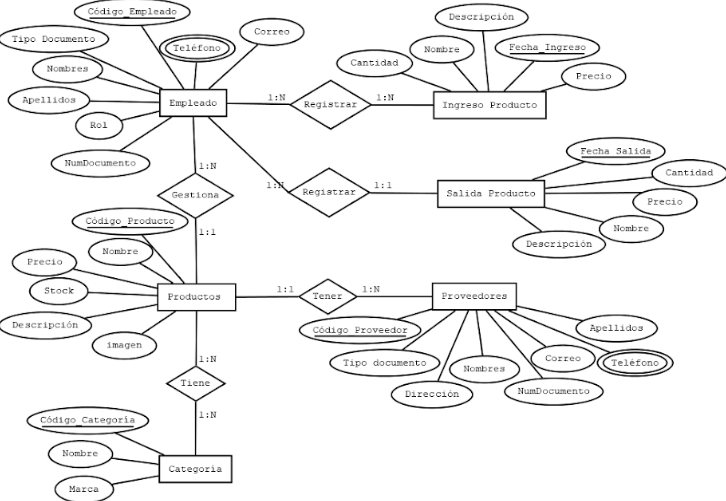 Código_Empleado
Tipo Documento
Teléfono
Correo
Nombres
Apellidos
Rol
NumDocumento
Empleado
1:N
Registrar
1:N
Ingreso Producto
Descripción
Nombre
Fecha_Ingreso
Cantidad
Precio
1:N
Gestiona
1:1
1:N
Registrar
1:1
Salida Producto
Fecha Salida
Cantidad
Precio
Nombre
Descripción
Código_Producto
Nombre
Precio
Stock
Descripción
imagen
Productos
1:1
Tener
1:N
Proveedores
Código Proveedor
Tipo documento
Dirección
Nombres
Correo
NumDocumento
Apellidos
Teléfono
1:N
Tiene
1:N
Código_Categoría
Nombre
Marca
Categoría